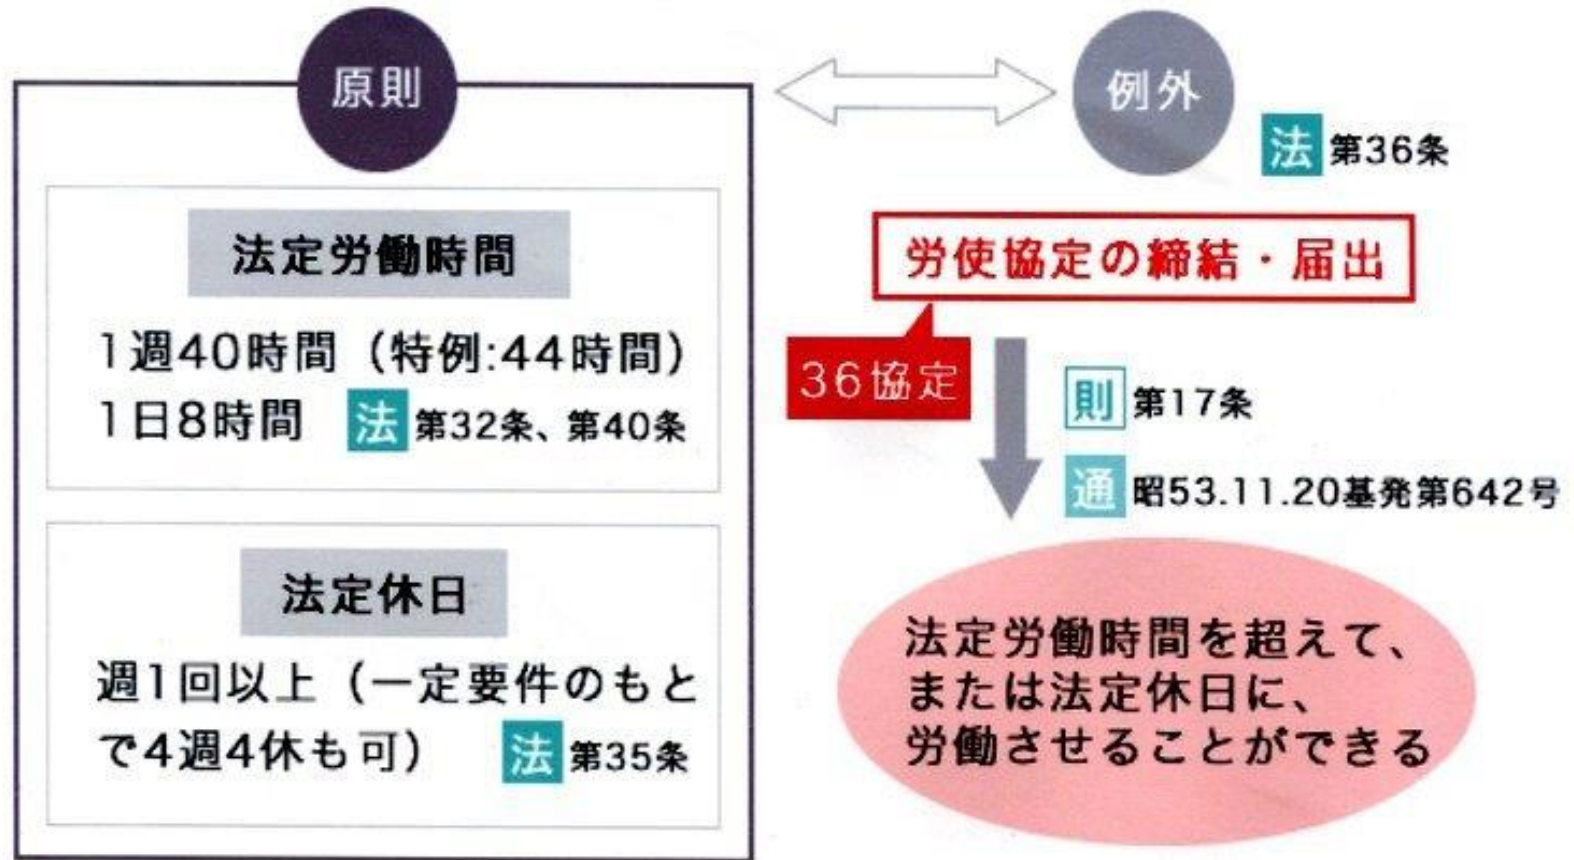 原則
法定労働時間
1週40時間（特例:44時間）
1日8時間 法 第32条、第40条
法定休日
週1回以上（一定要件のもと
で4週4休も可） 法 第35条
例外
法 第36条
労使協定の締結・届出
36協定
則 第17条
通 昭53.11.20基発第642号
法定労働時間を超えて、
または法定休日に、
労働させることができる